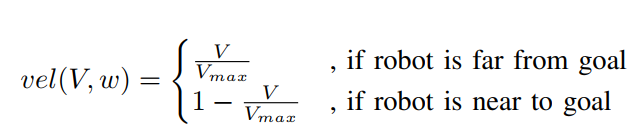 vel(V, w) = { V/V_max , if robot is far from goal
1 − V/V_max , if robot is near to goal